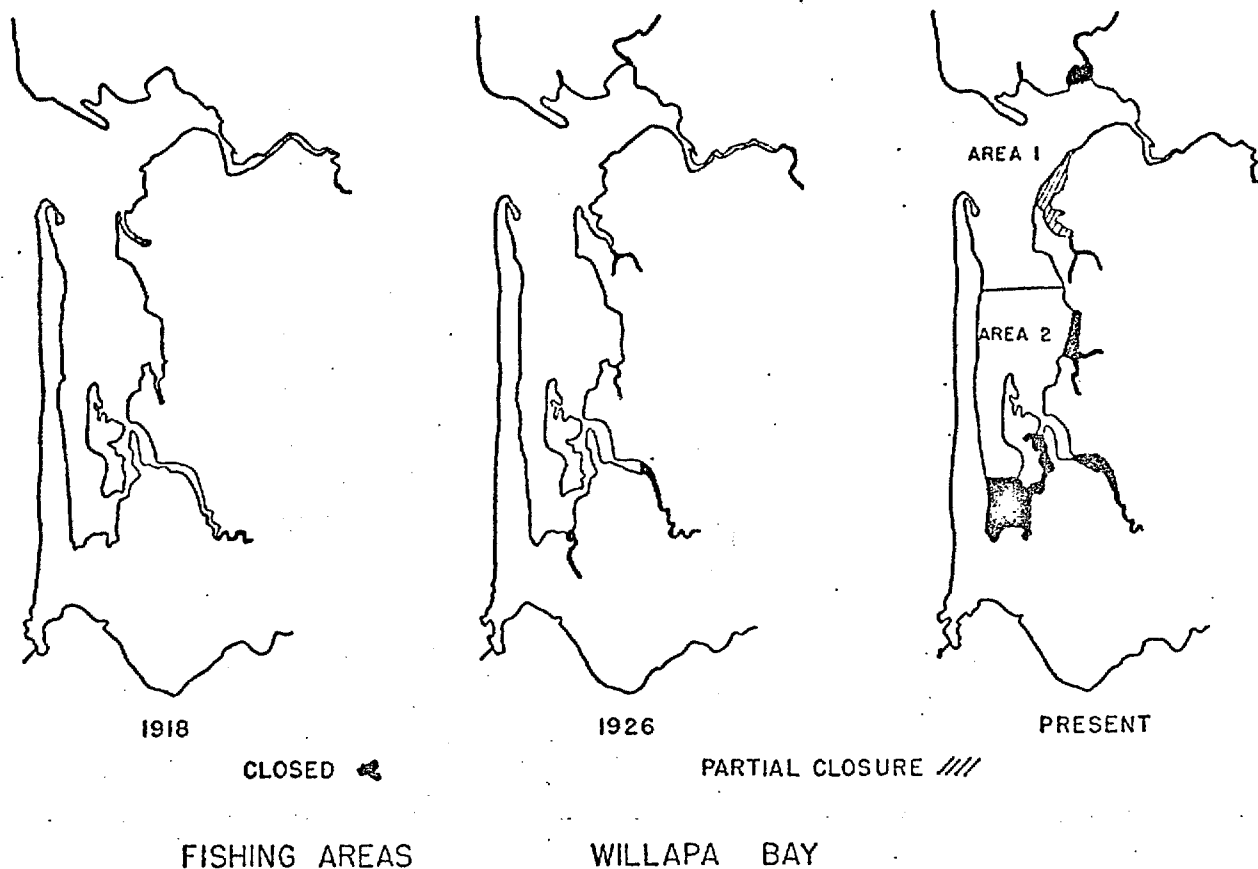 AREA 1
AREA 2
1918
1926
PRESENT
CLOSED
PARTIAL CLOSURE
FISHING AREAS WILLAPA BAY